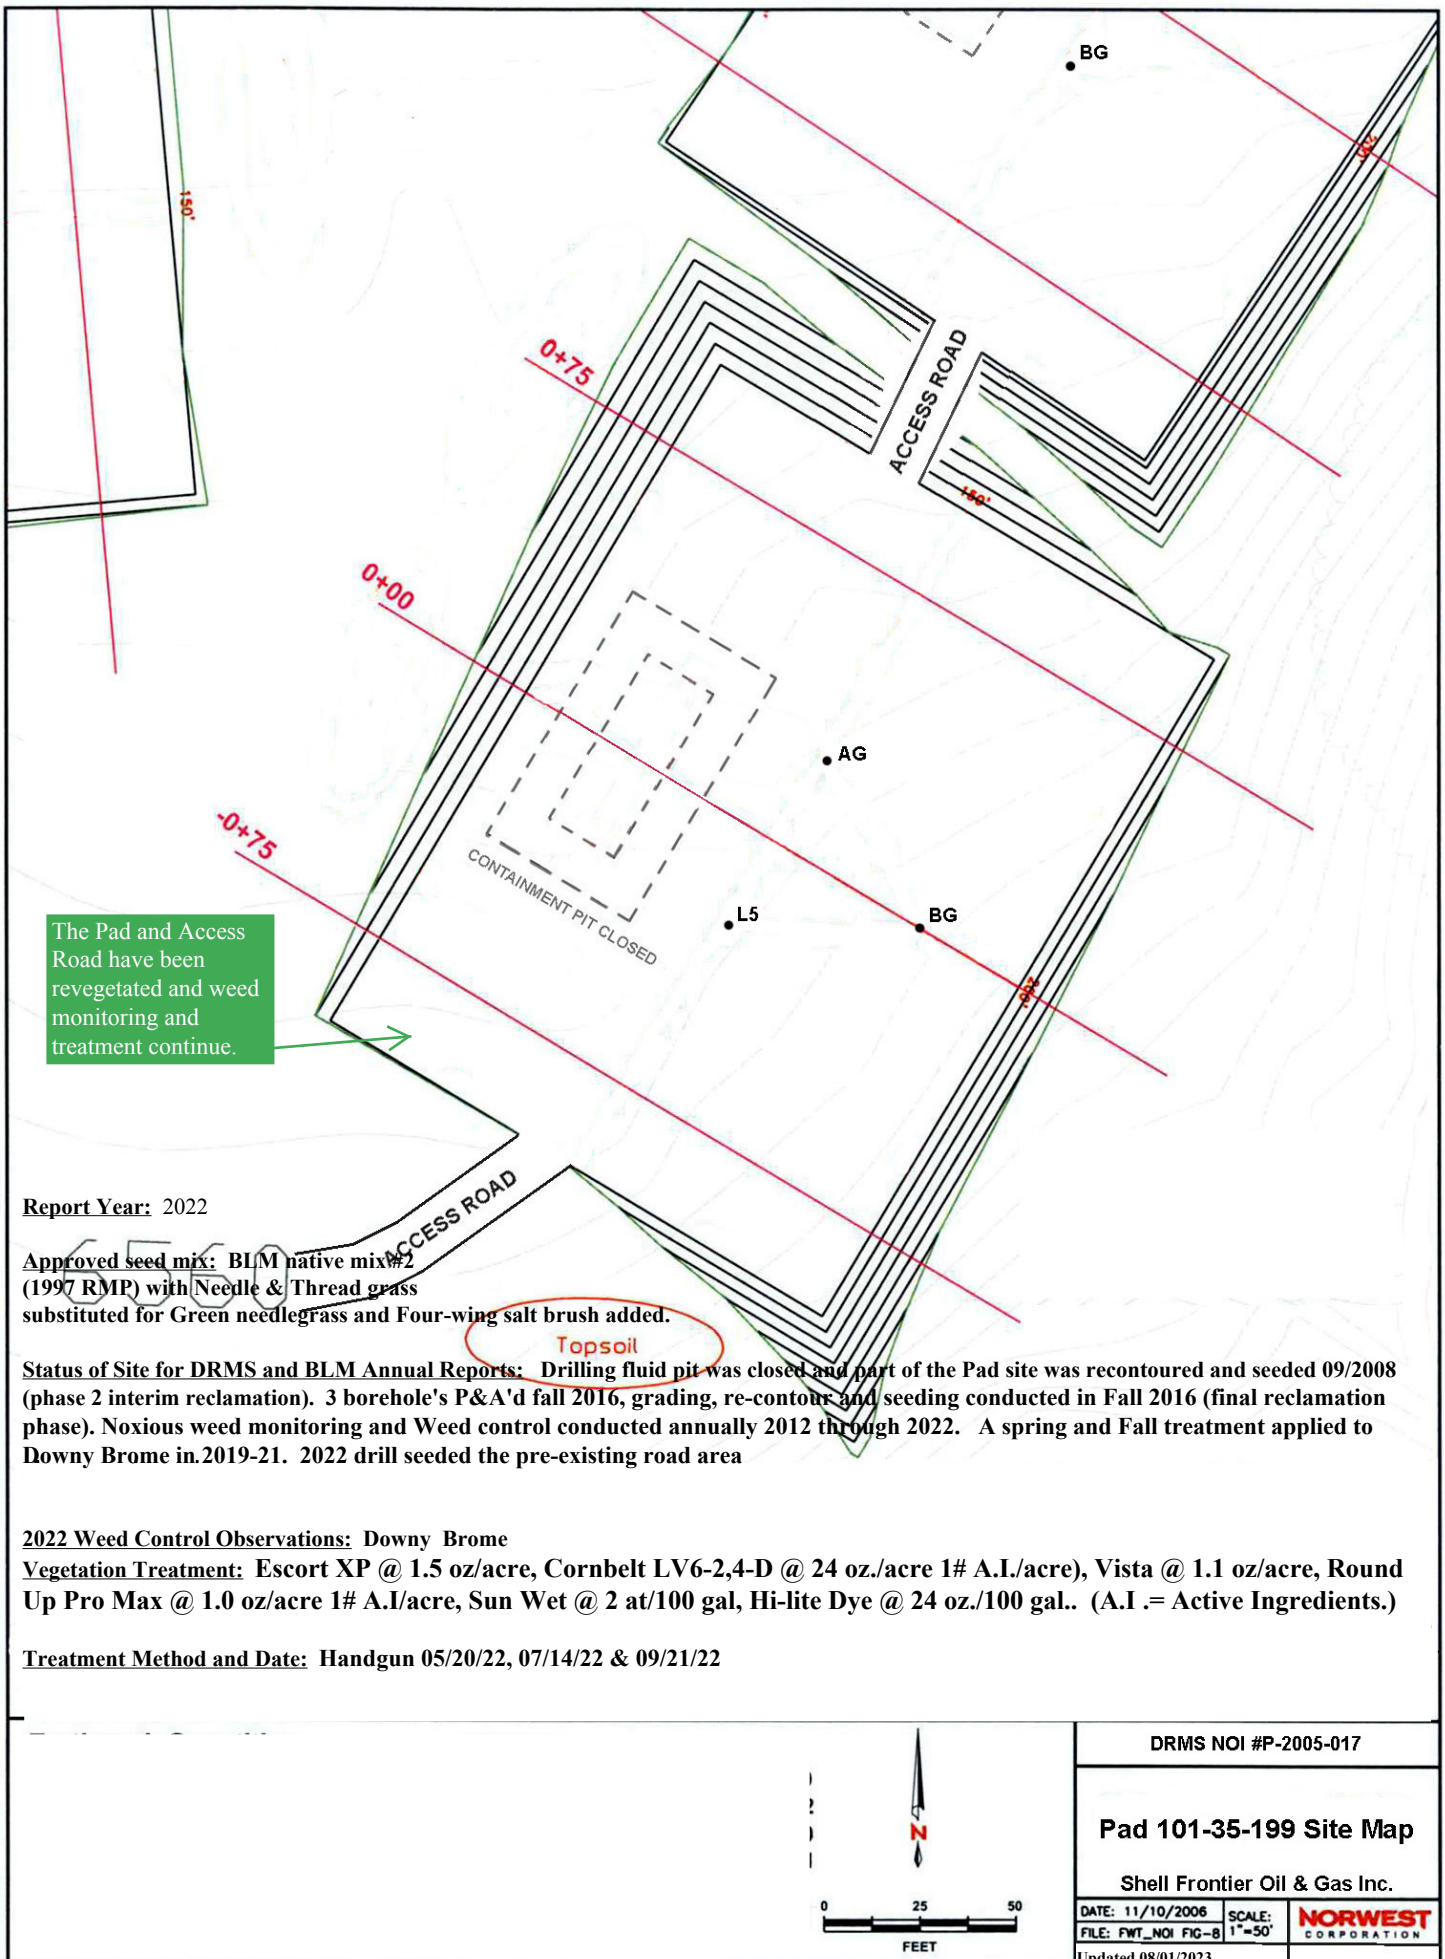 BG
200'
150'
ACCESS ROAD
0+75
150'
0+00
AG
-0+75
CONTAINMENT PIT CLOSED
L5
BG
200'
The Pad and Access
Road have been
revegetated and weed
monitoring and
treatment continue.
ACCESS ROAD
Report Year: 2022
6560
Approved seed mix: BLM native mix#2
(1997 RMP) with Needle & Thread grass
substituted for Green needlegrass and Four-wing salt brush added.
Topsoil
Status of Site for DRMS and BLM Annual Reports: Drilling fluid pit was closed and part of the Pad site was recontoured and seeded 09/2008
(phase 2 interim reclamation). 3 borehole's P&A'd fall 2016, grading, re-contour and seeding conducted in Fall 2016 (final reclamation
phase). Noxious weed monitoring and Weed control conducted annually 2012 through 2022. A spring and Fall treatment applied to
Downy Brome in.2019-21. 2022 drill seeded the pre-existing road area
2022 Weed Control Observations: Downy Brome
Vegetation Treatment: Escort XP @ 1.5 oz/acre, Cornbelt LV6-2,4-D @ 24 oz./acre 1# A.I./acre), Vista @ 1.1 oz/acre, Round
Up Pro Max @ 1.0 oz/acre 1# A.I/acre, Sun Wet @ 2 at/100 gal, Hi-lite Dye @ 24 oz./100 gal.. (A.I .= Active Ingredients.)
Treatment Method and Date: Handgun 05/20/22, 07/14/22 & 09/21/22
N
0 25 50
FEET
DRMS NOI #P-2005-017
Pad 101-35-199 Site Map
Shell Frontier Oil & Gas Inc.
DATE: 11/10/2006
FILE: FWT_NOI FIG-8
SCALE:
1"=50'
NORWEST
CORPORATION
Updated 08/01/2023